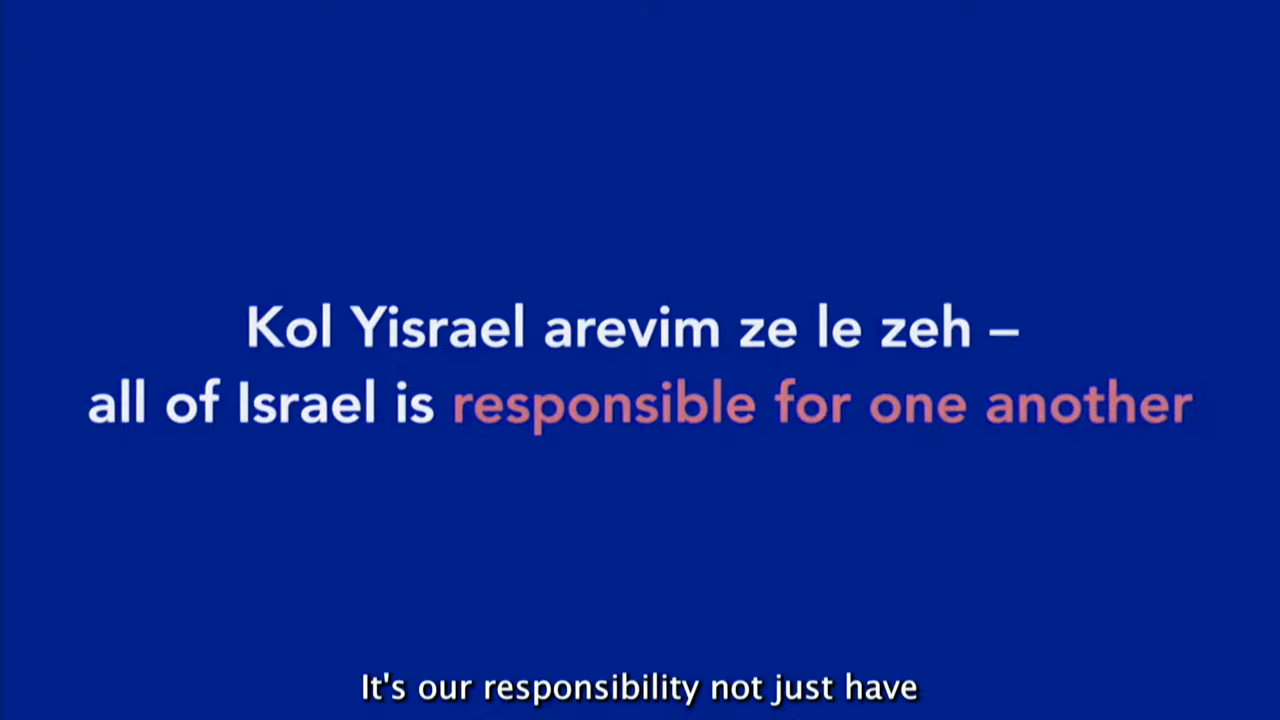 Kol Yisrael arevim ze le zeh –
all of Israel is responsible for one another
It's our responsibility not just have